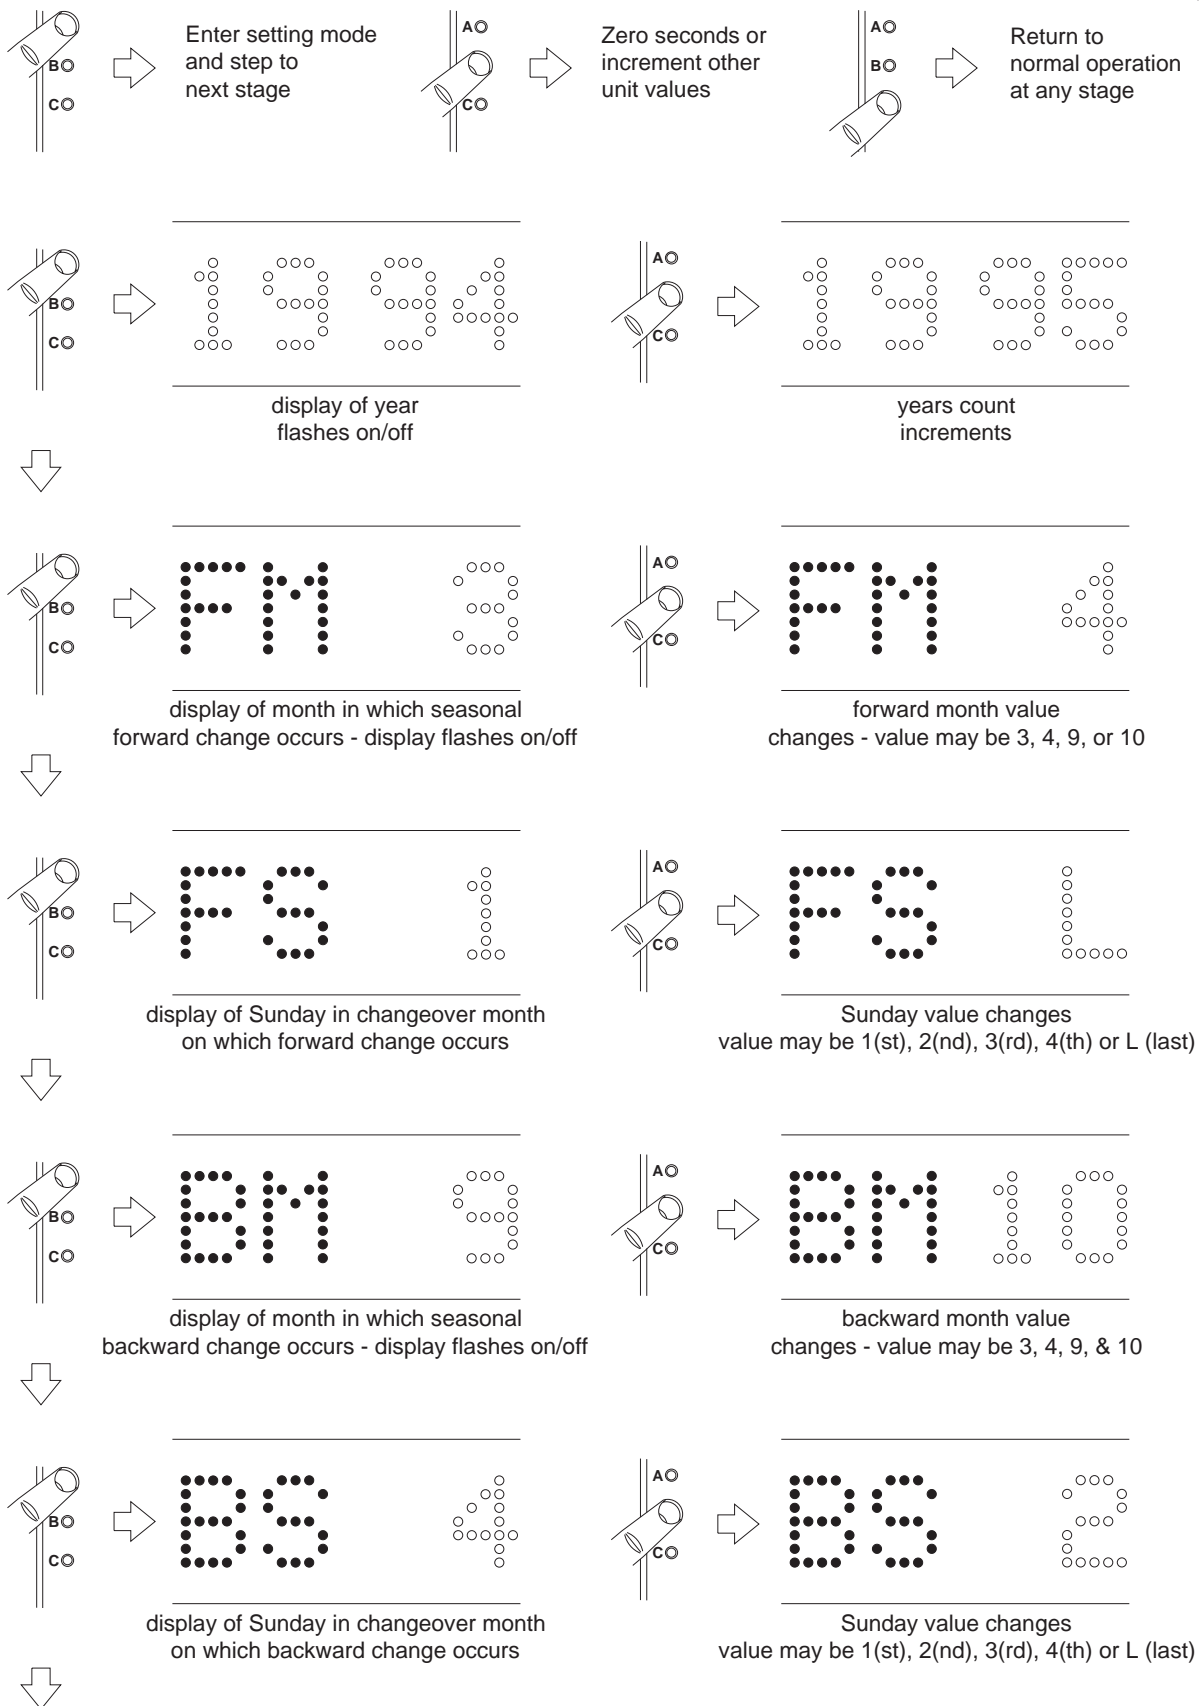 B
C
Enter setting mode
and step to
next stage
A
C
Zero seconds or
increment other
unit values
A
B
Return to
normal operation
at any stage
B
C
1994
display of year
flashes on/off
A
C
1995
years count
increments
B
C
FM 3
display of month in which seasonal
forward change occurs - display flashes on/off
A
C
FM 4
forward month value
changes - value may be 3, 4, 9, or 10
B
C
FS 1
display of Sunday in changeover month
on which forward change occurs
A
C
FS L
Sunday value changes
value may be 1(st), 2(nd), 3(rd), 4(th) or L (last)
B
C
BM 9
display of month in which seasonal
backward change occurs - display flashes on/off
A
C
BM 10
backward month value
changes - value may be 3, 4, 9, & 10
B
C
BS 4
display of Sunday in changeover month
on which backward change occurs
A
C
BS 2
Sunday value changes
value may be 1(st), 2(nd), 3(rd), 4(th) or L (last)